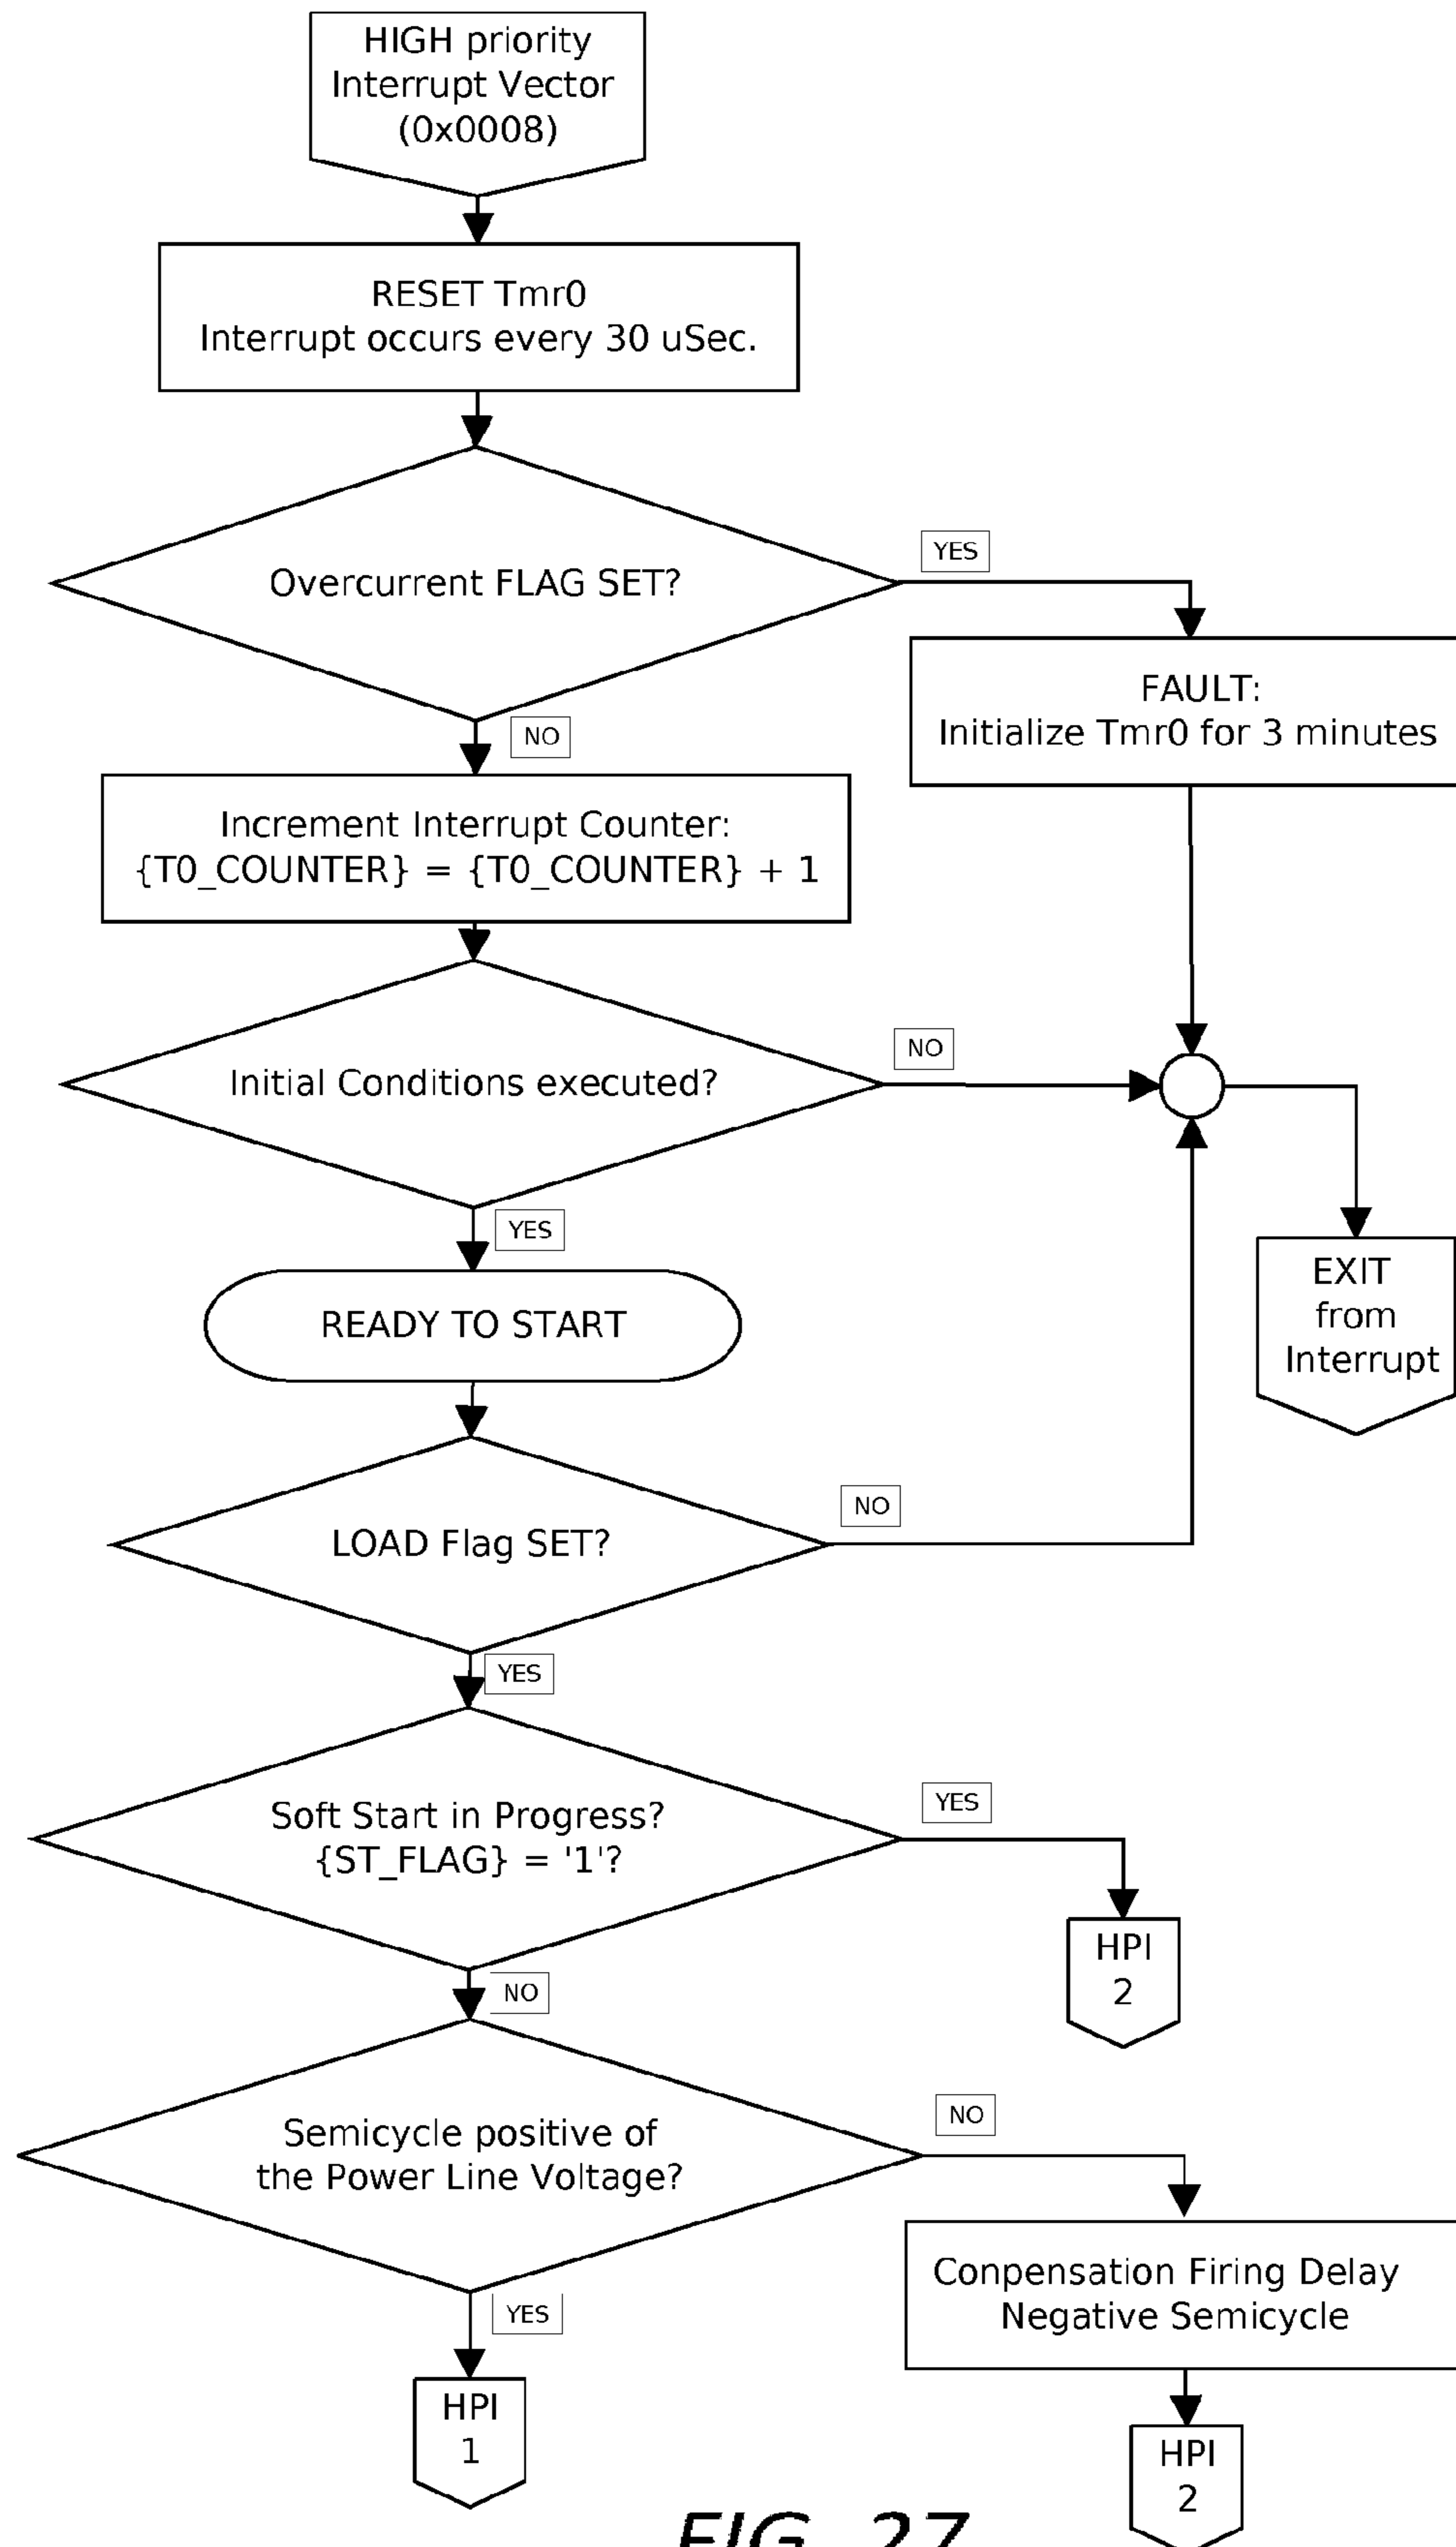 HIGH priority
Interrupt Vector
(0x0008)
RESET Tmr0
Interrupt occurs every 30 uSec.
Overcurrent FLAG SET?
YES
FAULT:
Initialize Tmr0 for 3 minutes
NO
Increment Interrupt Counter:
{T0_COUNTER} = {T0_COUNTER} + 1
Initial Conditions executed?
NO
YES
EXIT
from
Interrupt
READY TO START
LOAD Flag SET?
NO
YES
Soft Start in Progress?
{ST_FLAG} = '1'?
YES
HPI
2
NO
Semicycle positive of
the Power Line Voltage?
NO
Conpensation Firing Delay
Negative Semicycle
YES
HPI
1
HPI
2
FIG. 27